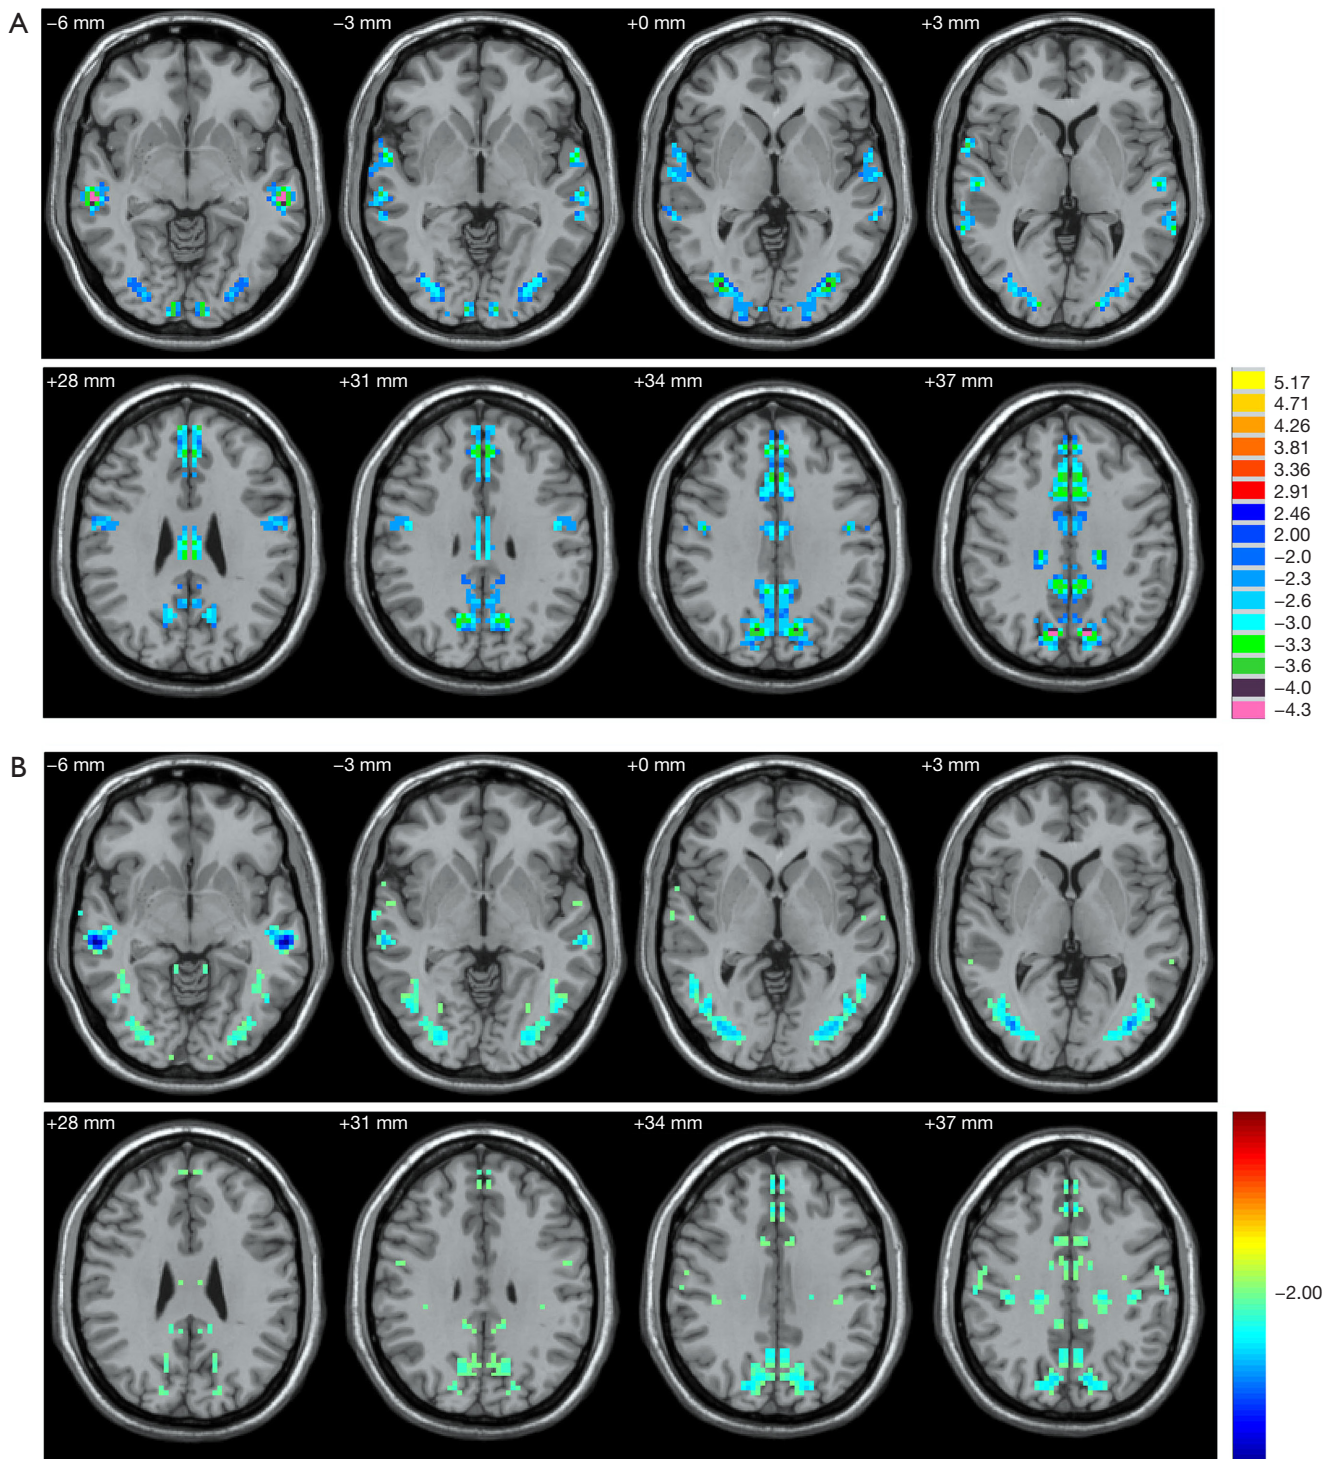 A
−6 mm
−3 mm
+0 mm
+3 mm
+28 mm
+31 mm
+34 mm
+37 mm
5.17
4.71
4.26
3.81
3.36
2.91
2.46
2.00
−2.0
−2.3
−2.6
−3.0
−3.3
−3.6
−4.0
−4.3
B
−6 mm
−3 mm
+0 mm
+3 mm
+28 mm
+31 mm
+34 mm
+37 mm
−2.00